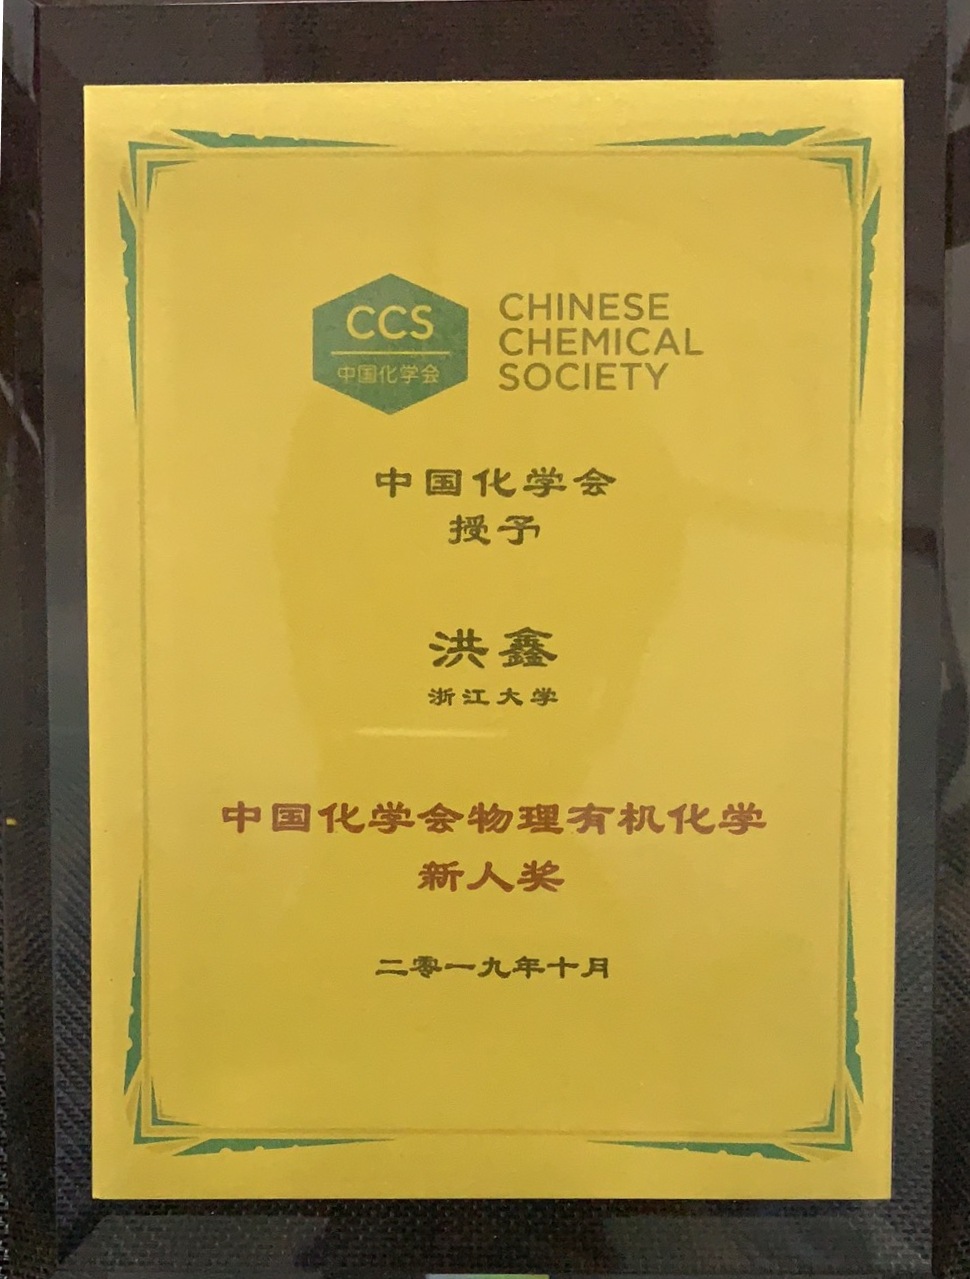 CCS
中国化学会
CHINESE
CHEMICAL
SOCIETY
中国化学会
授予
洪鑫
浙江大学
中国化学会物理有机化学
新人奖
二零一九年十月